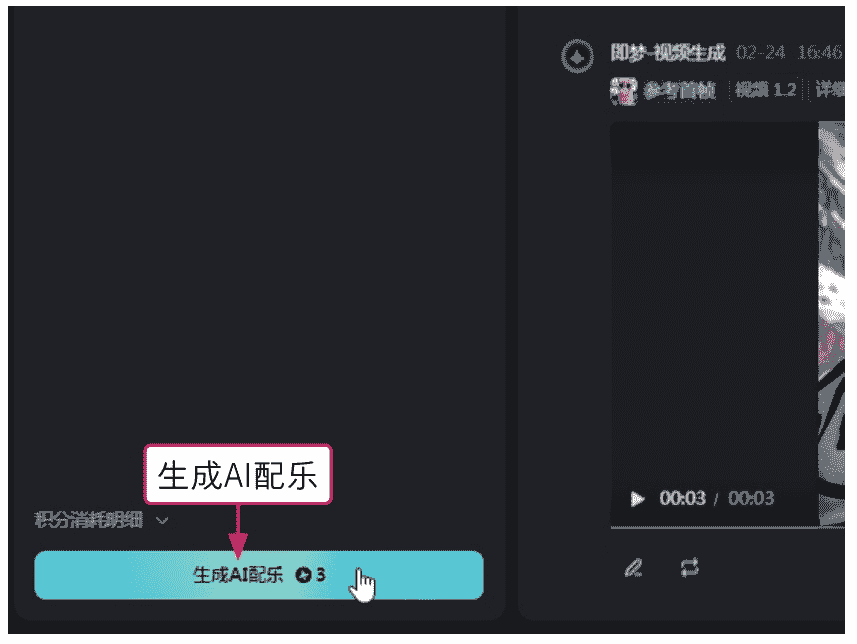 即梦-视频生成 02-24 16:46
参考首帧 | 视频 1.2 | 详细
生成AI配乐
00:03 / 00:03
积分消耗明细
生成AI配乐 3